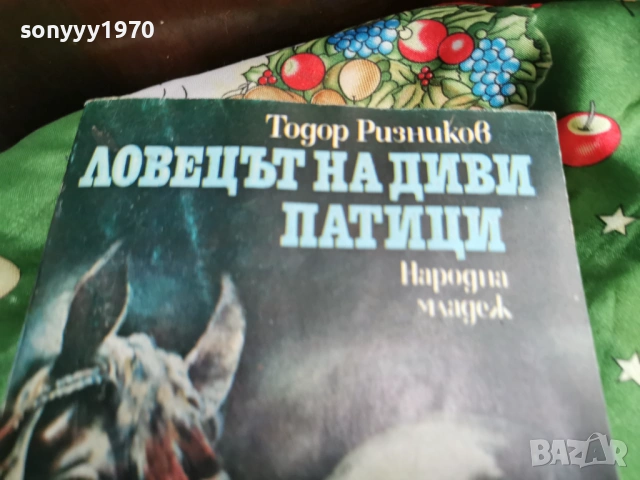 sonyyy1970
Тодор Ризников
ЛОВЕЦЪТ НА ДИВИ
ПАТИЦИ
Народна
младеж
BAZAR